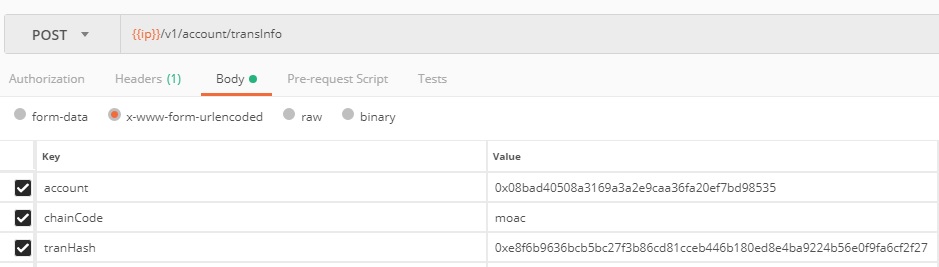 POST {{ip}}/v1/account/transInfo
Authorization Headers (1) Body Pre-request Script Tests
form-data x-www-form-urlencoded raw binary
Key Value
account 0x08bad40508a3169a3a2e9caa36fa20ef7bd98535
chainCode moac
tranHash 0xe8f6b9636bcb5bc27f3b86cd81cceb446b180ed8e4ba9224b56e0f9fa6cf2f27